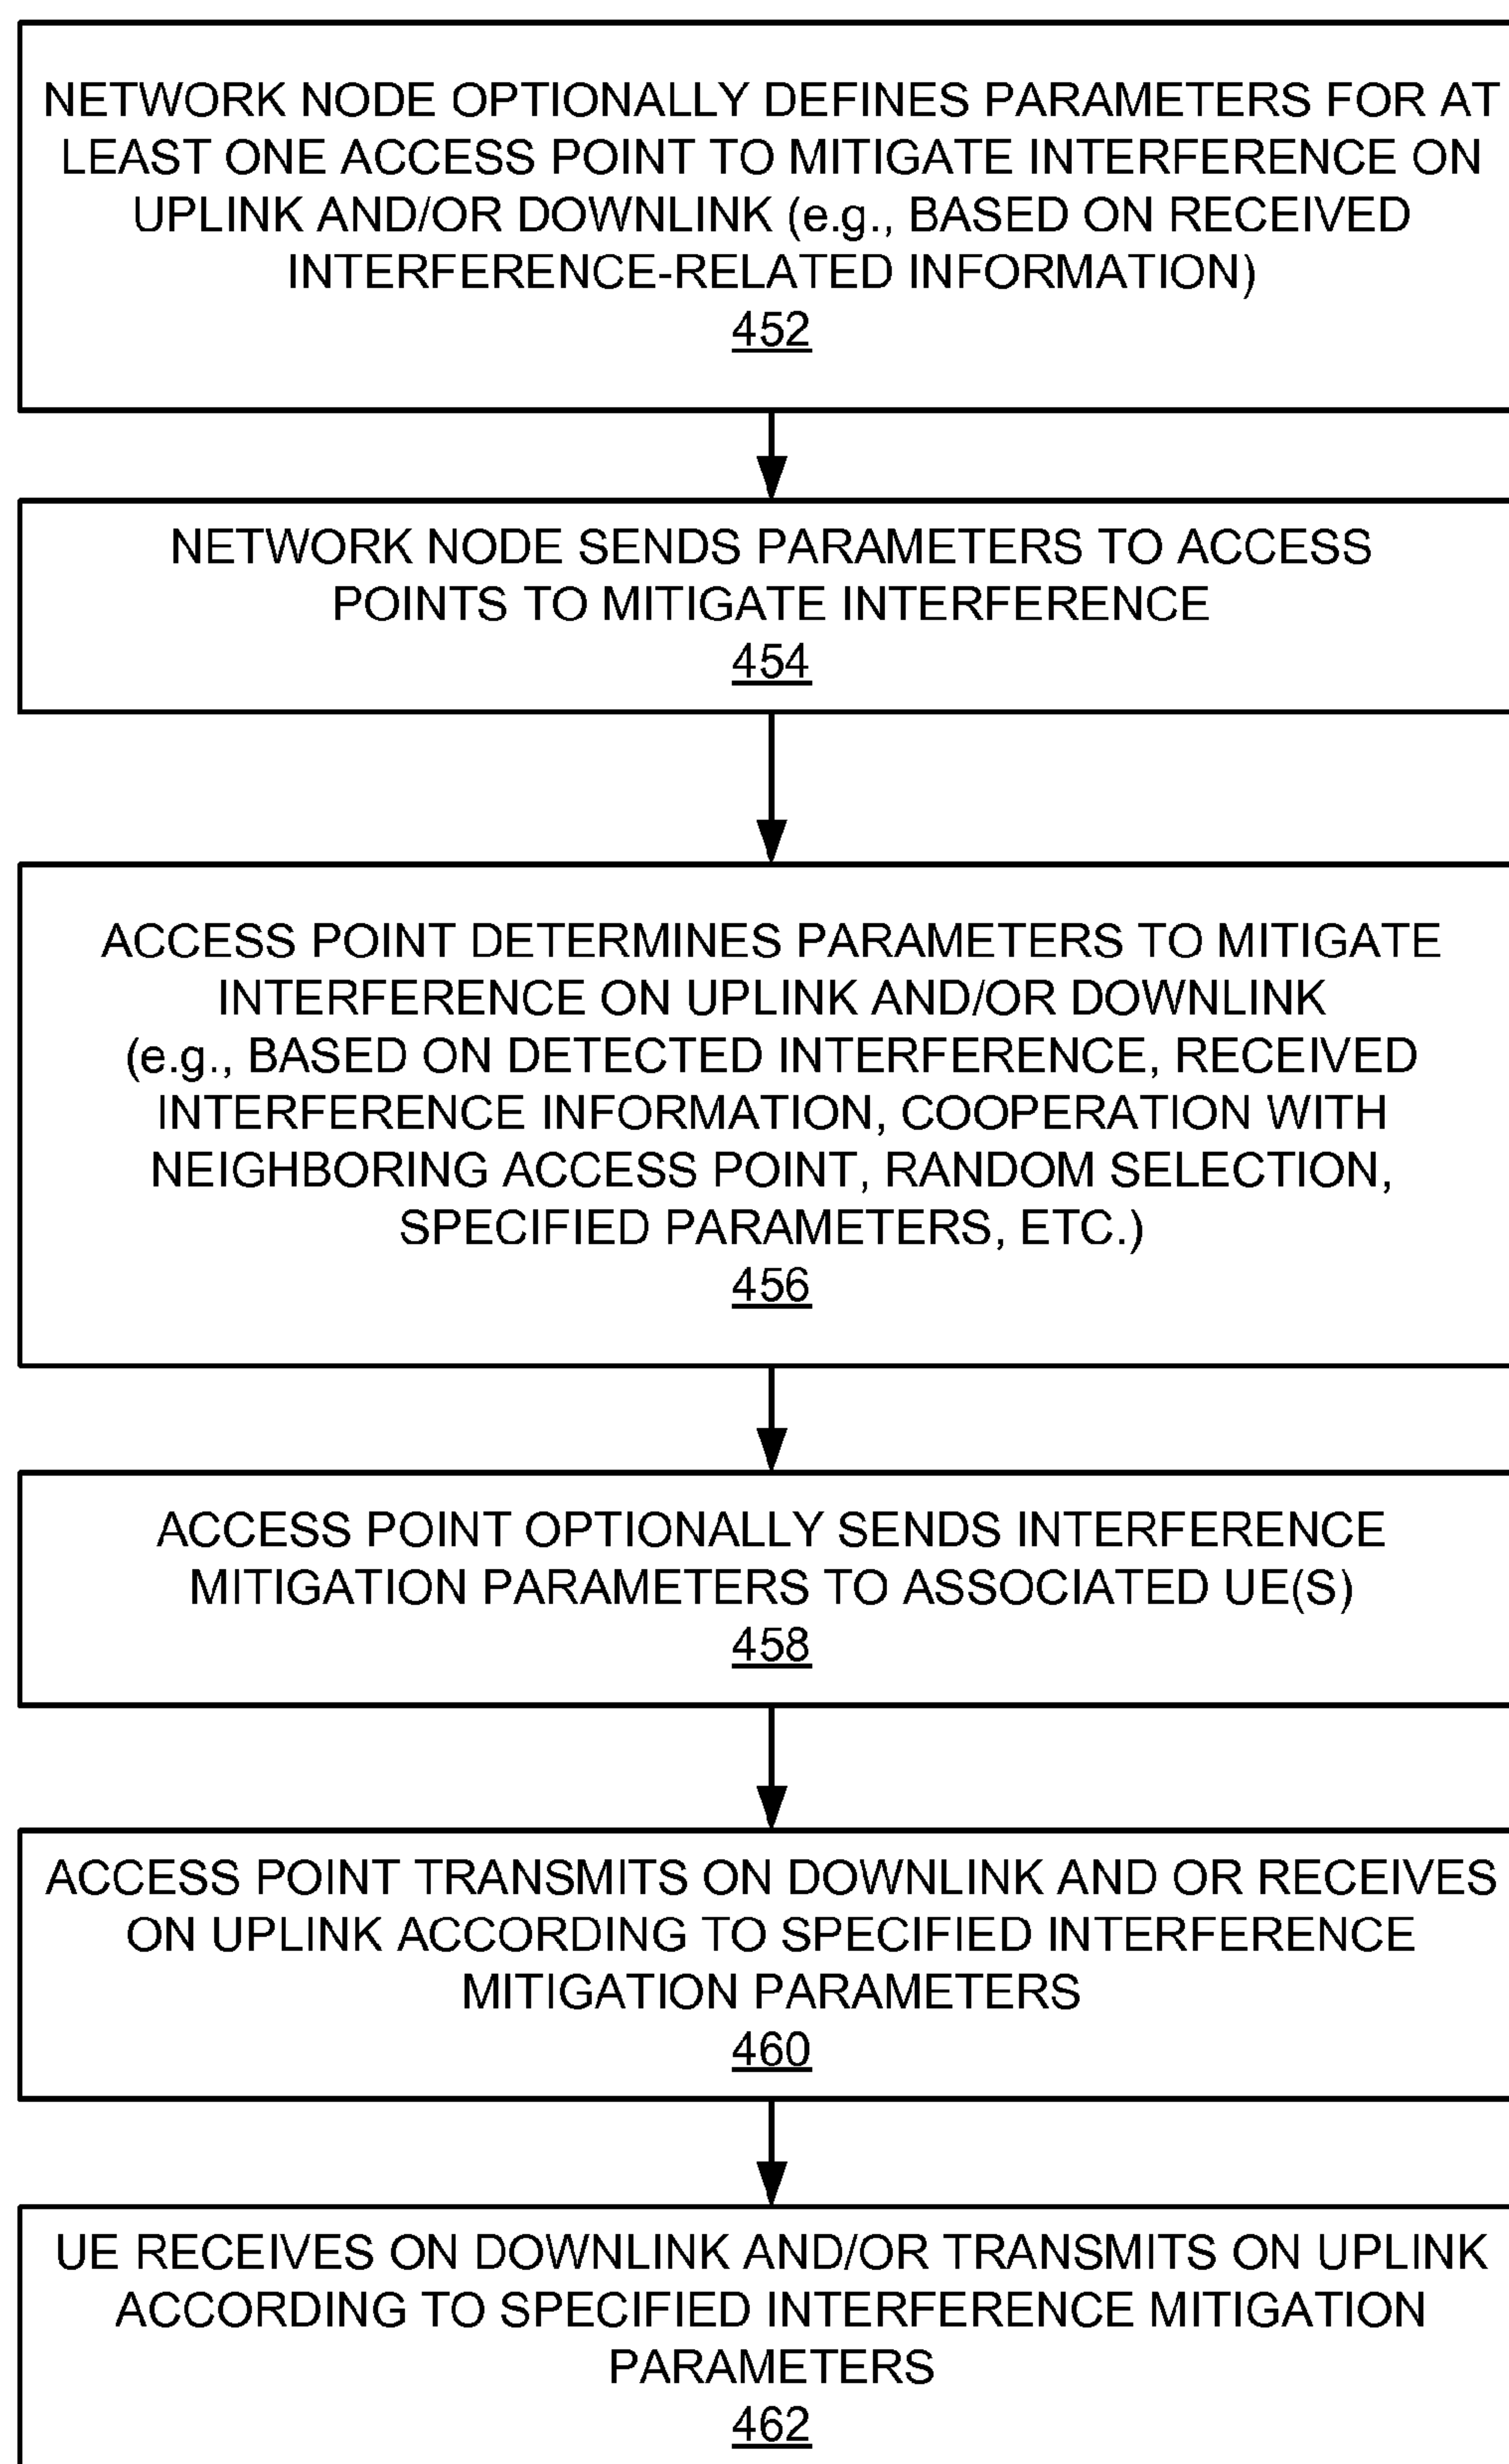 NETWORK NODE OPTIONALLY DEFINES PARAMETERS FOR AT
LEAST ONE ACCESS POINT TO MITIGATE INTERFERENCE ON
UPLINK AND/OR DOWNLINK (e.g., BASED ON RECEIVED
INTERFERENCE-RELATED INFORMATION)
452
NETWORK NODE SENDS PARAMETERS TO ACCESS
POINTS TO MITIGATE INTERFERENCE
454
ACCESS POINT DETERMINES PARAMETERS TO MITIGATE
INTERFERENCE ON UPLINK AND/OR DOWNLINK
(e.g., BASED ON DETECTED INTERFERENCE, RECEIVED
INTERFERENCE INFORMATION, COOPERATION WITH
NEIGHBORING ACCESS POINT, RANDOM SELECTION,
SPECIFIED PARAMETERS, ETC.)
456
ACCESS POINT OPTIONALLY SENDS INTERFERENCE
MITIGATION PARAMETERS TO ASSOCIATED UE(S)
458
ACCESS POINT TRANSMITS ON DOWNLINK AND OR RECEIVES
ON UPLINK ACCORDING TO SPECIFIED INTERFERENCE
MITIGATION PARAMETERS
460
UE RECEIVES ON DOWNLINK AND/OR TRANSMITS ON UPLINK
ACCORDING TO SPECIFIED INTERFERENCE MITIGATION
PARAMETERS
462